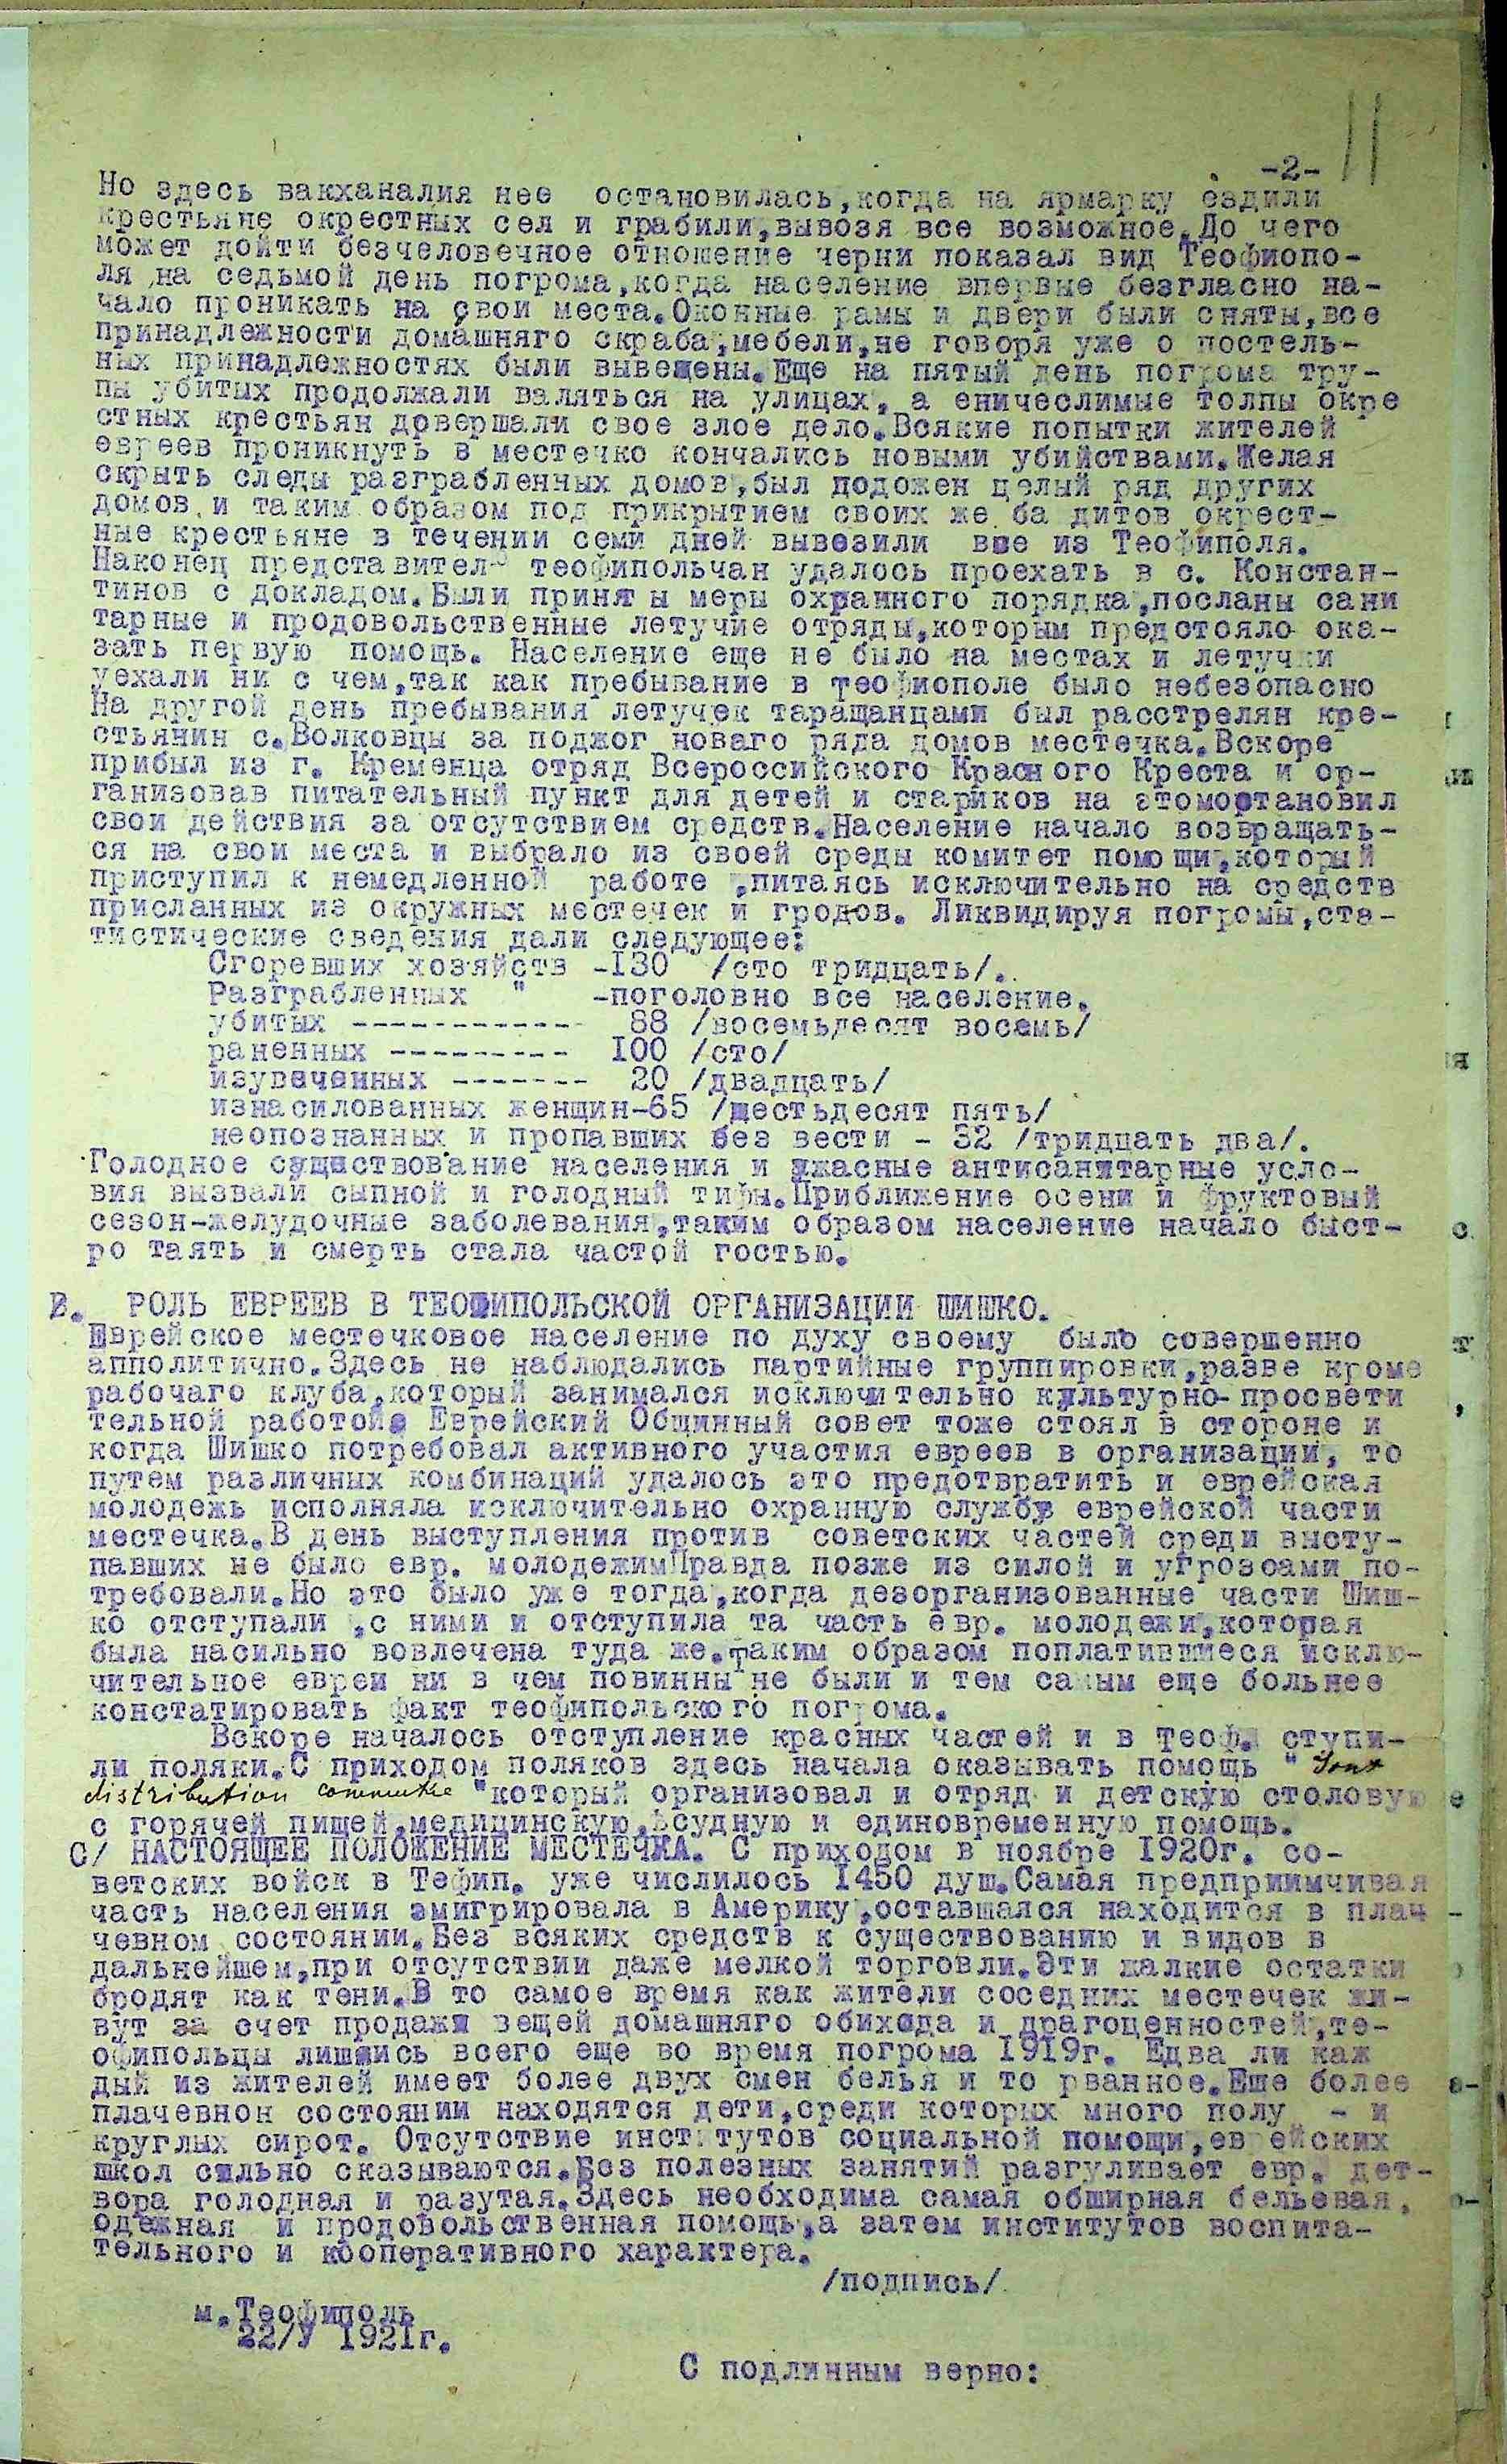 11
-2-
Но здесь вакханалия нее остановилась,когда на ярмарку ездили
крестьяне окрестных сел и грабили,вывозя все возможное.До чего
может дойти безчеловечное отношение черни показал вид Теофиопо-
ля ,на седьмой день погрома,когда население впервые безгласно на-
чало проникать на свои места.Оконные рамы и двери были сняты,все
принадлежности домашняго скраба,мебели,не говоря уже о постель-
ных принадлежностях были вывезены.Еще на пятый день погрома тру-
пы убитых продолжали валяться на улицах, а еничеслимые толпы окре
стных крестьян довершали свое злое дело.Всякие попытки жителей
евреев проникнуть в местечко кончались новыми убийствами.Желая
скрыть следы разграбленных домов,был подожен целый ряд других
домов и таким образом под прикрытием своих же ба дитов окрест-
ные крестьяне в течении семи дней вывозили все из Теофиполя.
Наконец представител теофипольчан удалось проехать в с. Констан-
тинов с докладом.Были принят ы меры охранного порядка,посланы сани
тарные и продовольственные летучие отряды,которым предстояло ока-
зать первую помощь. Население еще не было на местах и летучки
уехали ни с чем,так как пребывание в теофиополе было небезопасно
На другой день пребывания летучек таращанцами был расстрелян кре-
стьянин с.Волковцы за поджог новаго ряда домов местечка.Вскоре
прибыл из г. Кременца отряд Всероссийского Красного Креста и ор-
ганизовав питательный пункт для детей и стариков на этомостановил
свои действия за отсутствием средств.Население начало возвращать-
ся на свои места и выбрало из своей среды комитет помощи,который
приступил к немедленной работе ,питаясь исключительно на средств
присланных из окружных местечек и гродов. Ликвидируя погромы,ста-
тистические сведения дали следующее:
Сгоревших хозяйств -130 /сто тридцать/.
Разграбленных " -поголовно все население.
убитых ------------ 88 /восемьдесят восемь/
раненных ---------- 100 /сто/
изувеченных ------- 20 /двадцать/
изнасилованных женщин-65 /шестьдесят пять/
неопознанных и пропавших без вести - 32 /тридцать два/.
Голодное существование населения и ужасные антисанитарные усло-
вия вызвали сыпной и голодный тифы.Приближение осени и фруктовый
сезон-желудочные заболевания,таким образом население начало быст-
ро таять и смерть стала частой гостью.
В. РОЛЬ ЕВРЕЕВ В ТЕОФИПОЛЬСКОЙ ОРГАНИЗАЦИИ ШИШКО.
Еврейское местечковое население по духу своему было совершенно
апполитично.Здесь не наблюдались партийные группировки,разве кроме
рабочаго клуба,который занимался исключительно культурно-просвети
тельной работой. Еврейский Общинный совет тоже стоял в стороне и
когда Шишко потребовал активного участия евреев в организации, то
путем различных комбинаций удалось это предотвратить и еврейская
молодежь исполняла исключительно охранную службу еврейской части
местечка.В день выступления против советских частей среди высту-
павших не было евр. молодежимПравда позже из силой и угрозоами по-
требовали.Но это было уже тогда,когда дезорганизованные части Шиш-
ко отступали ,с ними и отступила та часть евр. молодежи,которая
была насильно вовлечена туда же.таким образом поплатившиеся исклю-
чительное евреи ни в чем повинны не были и тем самым еще больнее
констатировать факт теофипольского погрома.
Вскоре началось отступление красных частей и в Теоф. ступи-
ли поляки.С приходом поляков здесь начала оказывать помощь " Jont
distribution commutke "который организовал и отряд и детскую столовую
с горячей пищей,медицинскую,ссудную и единовременную помощь.
С/ НАСТОЯЩЕЕ ПОЛОЖЕНИЕ МЕСТЕЧКА. С приходом в ноябре 1920г. со-
ветских войск в Тефип. уже числилось 1450 душ.Самая предприимчивая
часть населения эмигрировала в Америку,оставшаяся находится в плач
чевном состоянии.Без всяких средств к существованию и видов в
дальнейшем,при отсутствии даже мелкой торговли.Эти жалкие остатки
бродят как тени.В то самое время как жители соседних местечек жи-
вут за счет продажи вещей домашняго обихода и драгоценностей,те-
офипольцы лишились всего еще во время погрома 1919г. Едва ли каж
дый из жителей имеет более двух смен белья и то рванное.Еше более
плачевнон состоянии находятся дети,среди которых много полу - и
круглых сирот. Отсутствие инст тутов социальной помощи,ев ейских
школ сильно сказываются.Без полезных занятий разгуливает евр. дет-
вора голодная и разутая.Здесь необходима самая обширная бельевая,
одежная и продовольственная помощь,а затем институтов воспита-
тельного и кооперативного характера.
/подпись/
м.Теофиполь
22/У 1921г.
С подлинным верно: